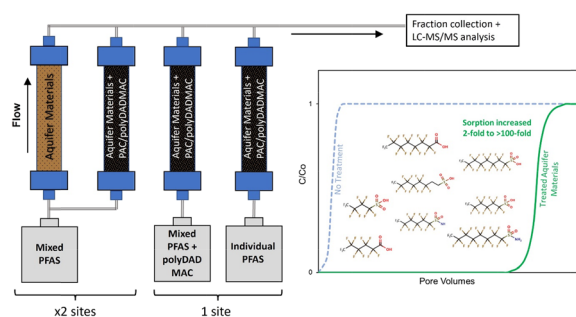 Fraction collection +
LC-MS/MS analysis
Flow
Aquifer Materials
Aquifer Materials +
PAC/polyDADMAC
Aquifer Materials +
PAC/polyDADMAC
Aquifer Materials +
PAC/polyDADMAC
Mixed
PFAS
Mixed
PFAS +
polyDAD
MAC
Individual
PFAS
x2 sites
1 site
C/Co
1
0
No Treatment
Sorption increased
2-fold to >100-fold
Treated Aquifer
Materials
Pore Volumes